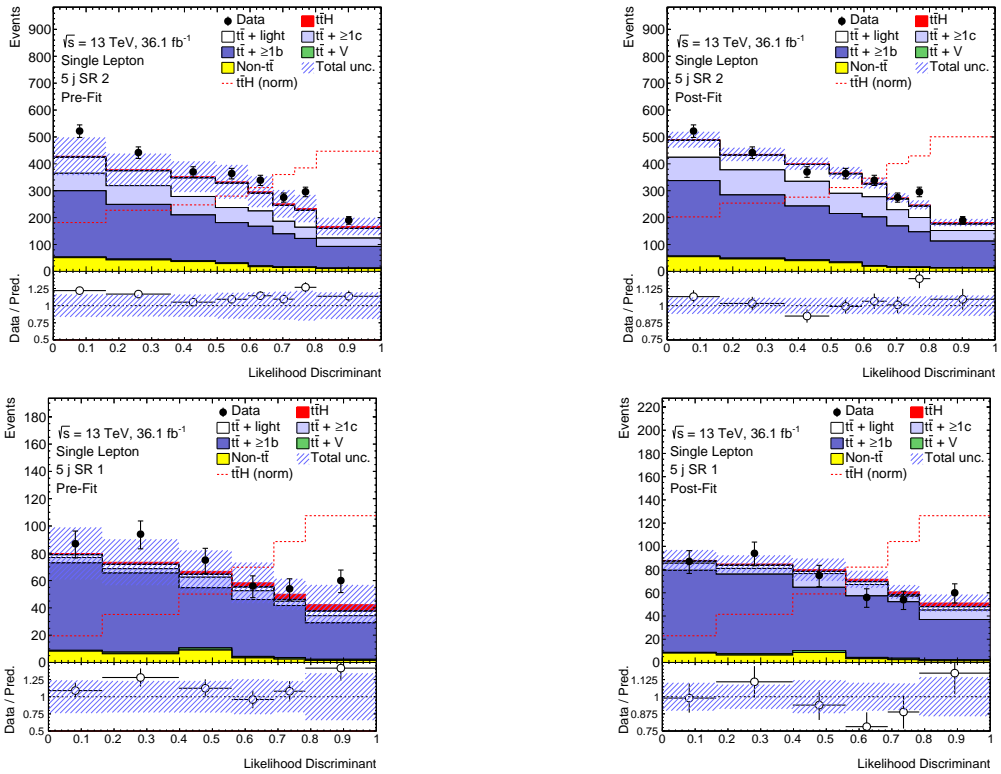 Events
900
800
700
600
500
400
300
200
100
0
√s = 13 TeV, 36.1 fb⁻¹
Single Lepton
5 j SR 2
Pre-Fit
Data
tt̄H
tt̄ + light
tt̄ + ≥1c
tt̄ + ≥1b
tt̄ + V
Non-tt̄
Total unc.
tt̄H (norm)
Data / Pred.
1.25
1
0.75
0.5
0 0.1 0.2 0.3 0.4 0.5 0.6 0.7 0.8 0.9 1
Likelihood Discriminant
Events
900
800
700
600
500
400
300
200
100
0
√s = 13 TeV, 36.1 fb⁻¹
Single Lepton
5 j SR 2
Post-Fit
Data
tt̄H
tt̄ + light
tt̄ + ≥1c
tt̄ + ≥1b
tt̄ + V
Non-tt̄
Total unc.
tt̄H (norm)
Data / Pred.
1.125
1
0.875
0.75
0 0.1 0.2 0.3 0.4 0.5 0.6 0.7 0.8 0.9 1
Likelihood Discriminant
Events
180
160
140
120
100
80
60
40
20
0
√s = 13 TeV, 36.1 fb⁻¹
Single Lepton
5 j SR 1
Pre-Fit
Data
tt̄H
tt̄ + light
tt̄ + ≥1c
tt̄ + ≥1b
tt̄ + V
Non-tt̄
Total unc.
tt̄H (norm)
Data / Pred.
1.25
1
0.75
0.5
0 0.1 0.2 0.3 0.4 0.5 0.6 0.7 0.8 0.9 1
Likelihood Discriminant
Events
220
200
180
160
140
120
100
80
60
40
20
0
√s = 13 TeV, 36.1 fb⁻¹
Single Lepton
5 j SR 1
Post-Fit
Data
tt̄H
tt̄ + light
tt̄ + ≥1c
tt̄ + ≥1b
tt̄ + V
Non-tt̄
Total unc.
tt̄H (norm)
Data / Pred.
1.125
1
0.875
0.75
0 0.1 0.2 0.3 0.4 0.5 0.6 0.7 0.8 0.9 1
Likelihood Discriminant